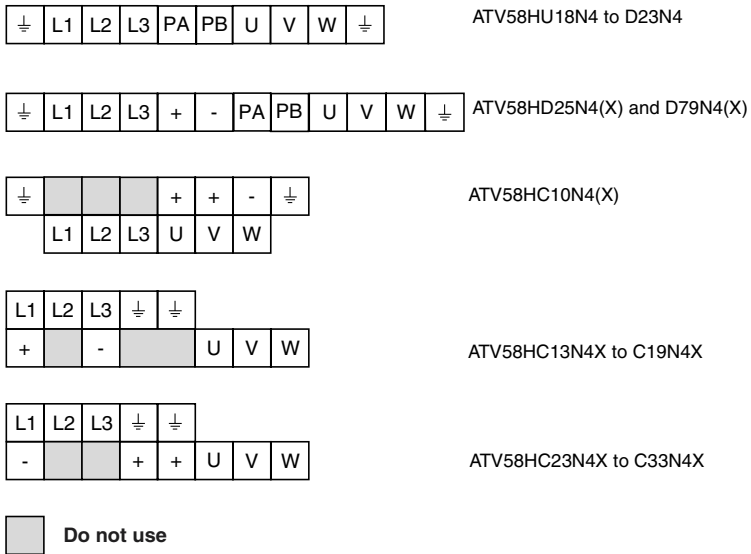 ⏚ L1 L2 L3 PA PB U V W ⏚ ATV58HU18N4 to D23N4
⏚ L1 L2 L3 + - PA PB U V W ⏚ ATV58HD25N4(X) and D79N4(X)
⏚ + + - ⏚ ATV58HC10N4(X)
L1 L2 L3 U V W
L1 L2 L3 ⏚ ⏚
+ - U V W ATV58HC13N4X to C19N4X
L1 L2 L3 ⏚ ⏚
- + + U V W ATV58HC23N4X to C33N4X
Do not use